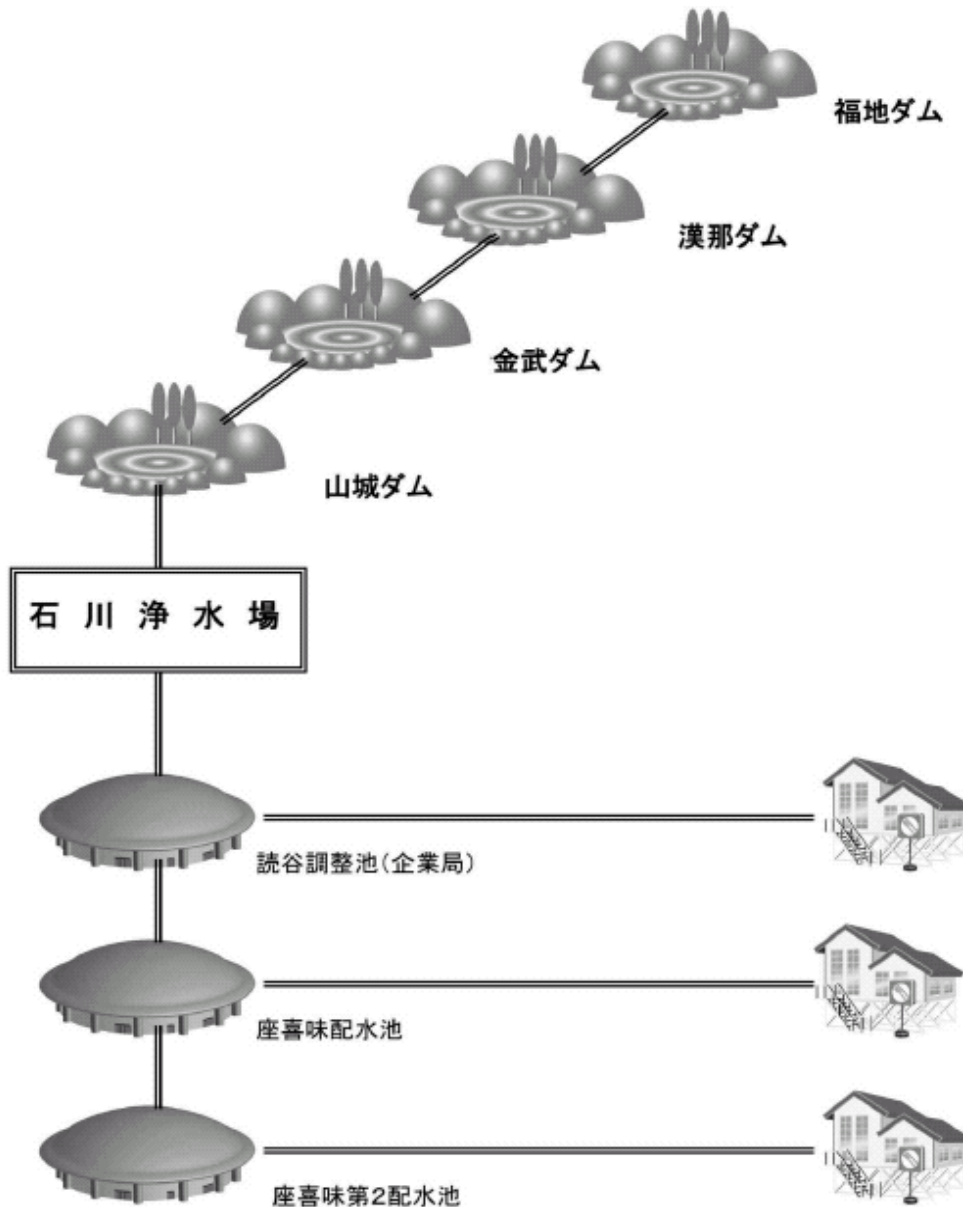 福地ダム
漢那ダム
金武ダム
山城ダム
石川浄水場
読谷調整池(企業局)
座喜味配水池
座喜味第2配水池